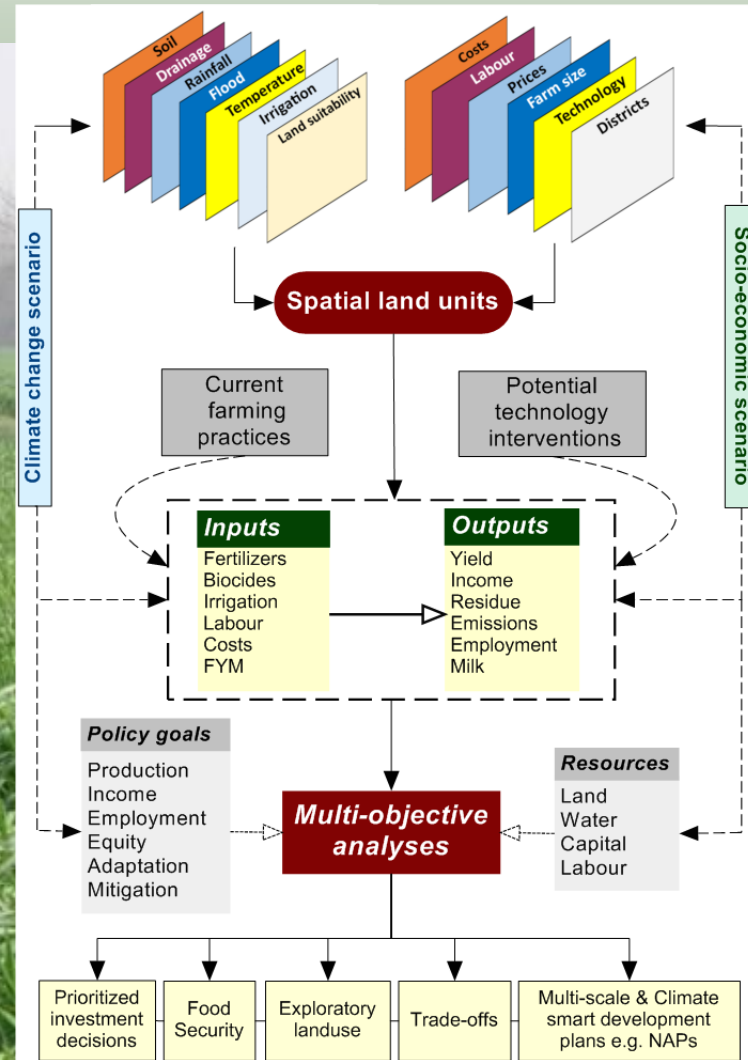 Soil
Drainage
Rainfall
Flood
Temperature
Irrigation
Land suitability
Costs
Labour
Prices
Farm size
Technology
Districts
Climate change scenario
Socio-economic scenario
Spatial land units
Current
farming
practices
Potential
technology
interventions
Inputs
Fertilizers
Biocides
Irrigation
Labour
Costs
FYM
Outputs
Yield
Income
Residue
Emissions
Employment
Milk
Policy goals
Production
Income
Employment
Equity
Adaptation
Mitigation
Multi-objective
analyses
Resources
Land
Water
Capital
Labour
Prioritized
investment
decisions
Food
Security
Exploratory
landuse
Trade-offs
Multi-scale & Climate
smart development
plans e.g. NAPs